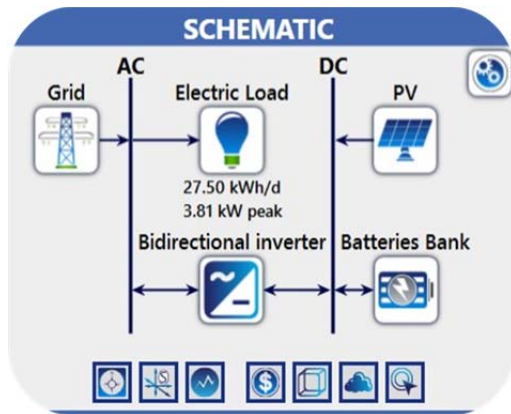 SCHEMATIC
AC
DC
Grid
Electric Load
PV
27.50 kWh/d
3.81 kW peak
Bidirectional inverter
Batteries Bank
S
$